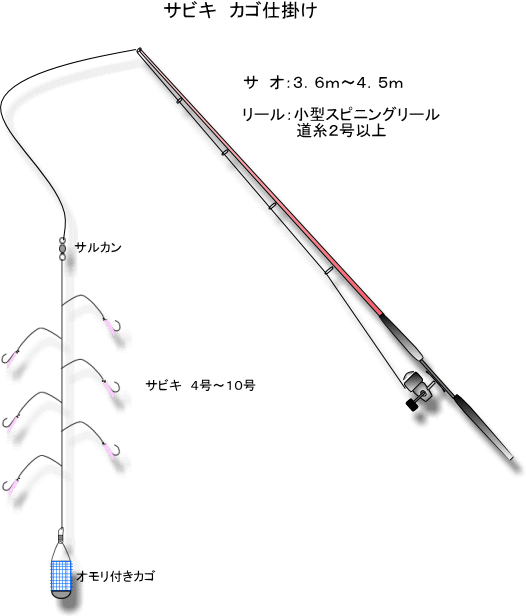 サビキ　カゴ仕掛け
サ　オ：３．６ｍ～４．５ｍ
リール：小型スピニングリール
道糸２号以上
サルカン
サビキ　４号～１０号
オモリ付きカゴ